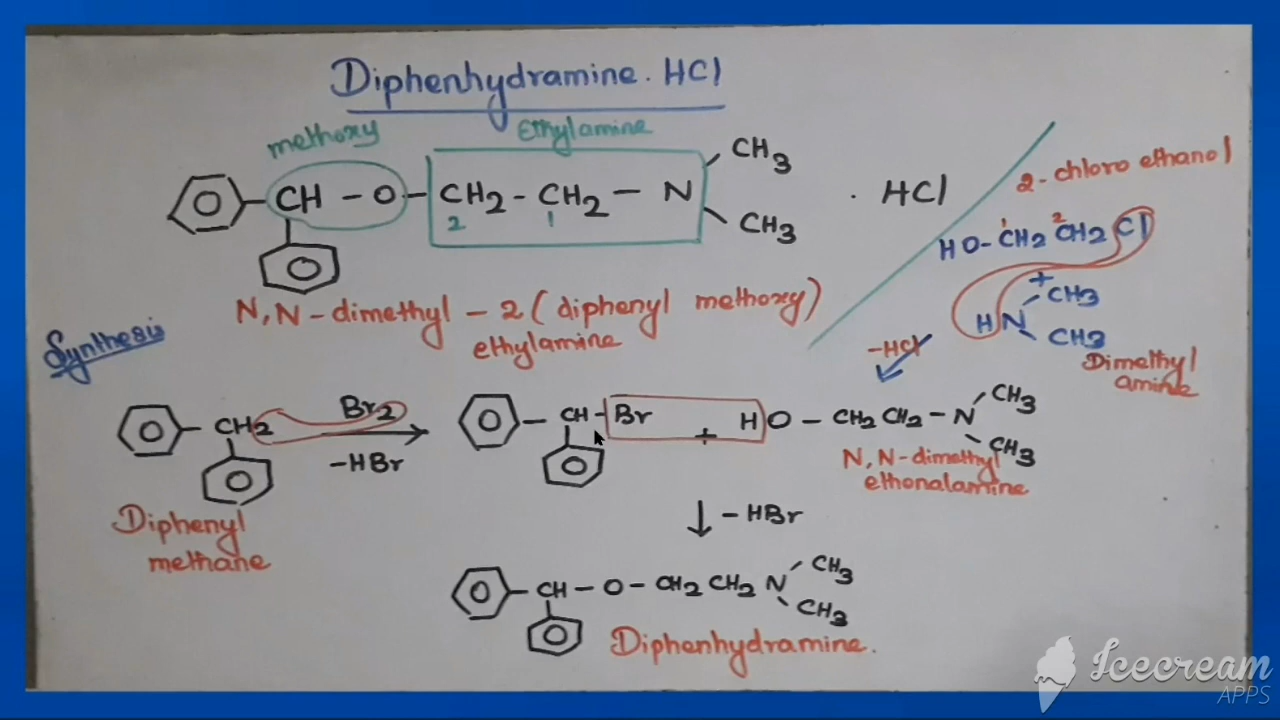 Diphenhydramine. HCl
methoxy
Ethylamine
CH - O - CH2 - CH2 - N
CH3
CH3
. HCl
2
1
N,N-dimethyl - 2 (diphenyl methoxy)
ethylamine
2-chloro ethanol
1
2
HO-CH2 CH2 Cl
+
HN
CH3
CH3
Dimethyl
amine
-HCl
Synthesis
CH2
Br2
-HBr
Diphenyl
methane
CH - Br
+
HO - CH2 CH2 - N
CH3
CH3
N,N-dimethyl
ethonalamine
- HBr
CH - O - CH2 CH2 N
CH3
CH3
Diphenhydramine.
Icecream
APPS